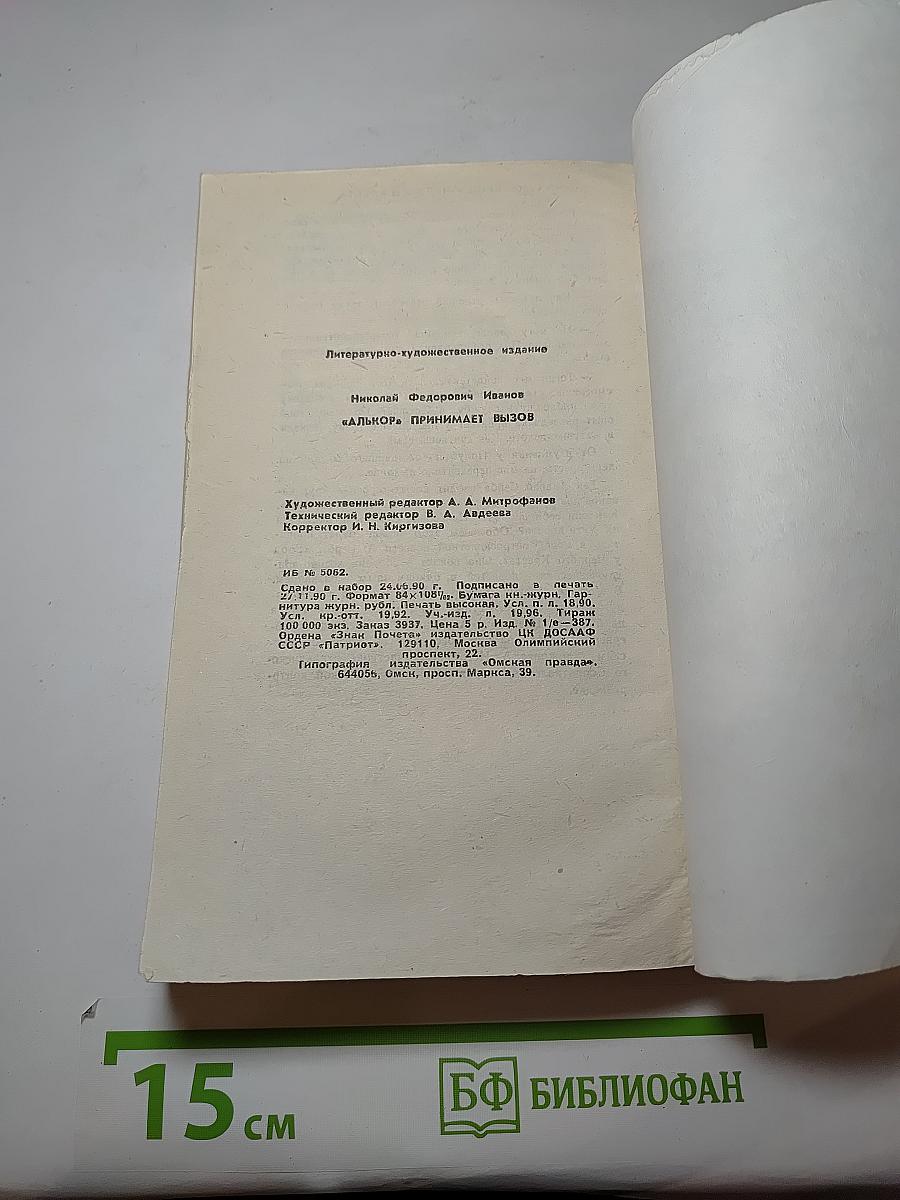 Литературно-художественное издание
Николай Федорович Иванов
«АЛЬКОР» ПРИНИМАЕТ ВЫЗОВ
Художественный редактор А. А. Митрофанов
Технический редактор В. А. Авдеева
Корректор И. Н. Киргизова
ИБ № 5062.
Сдано в набор 24.06.90 г. Подписано в печать
27.11.90 г. Формат 84×108¹/₃₂. Бумага кн.-журн. Гар-
нитура журн. рубл. Печать высокая. Усл. п. л. 18,90.
Усл. кр.-отт. 19,92. Уч.-изд. л. 19,96. Тираж
100 000 экз. Заказ 3937. Цена 5 р. Изд. № 1/е—387.
Ордена «Знак Почета» издательство ЦК ДОСААФ
СССР «Патриот». 129110, Москва Олимпийский
проспект, 22.
Типография издательства «Омская правда».
644056, Омск, просп. Маркса, 39.
15 см
БФ БИБЛИОФАН